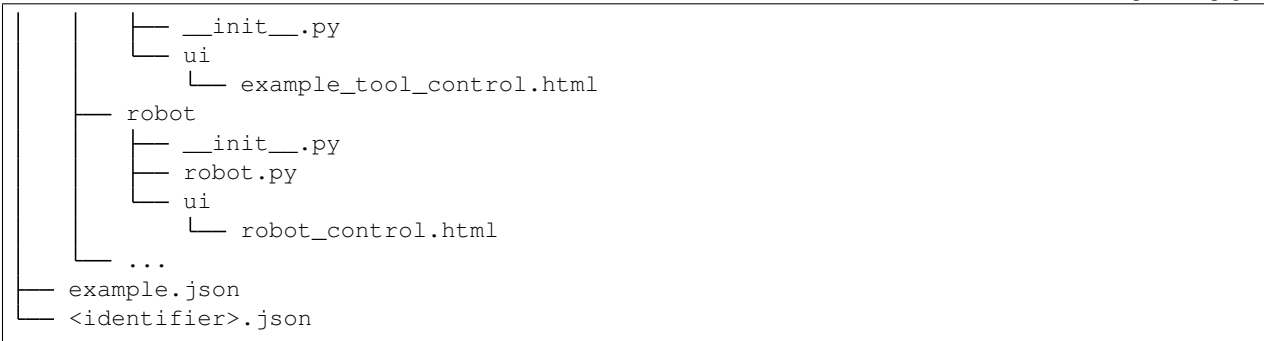 │   │   ├── __init__.py
│   │   └── ui
│   │       └── example_tool_control.html
│   ├── robot
│   │   ├── __init__.py
│   │   ├── robot.py
│   │   └── ui
│   │       └── robot_control.html
│   └── ...
├── example.json
└── <identifier>.json